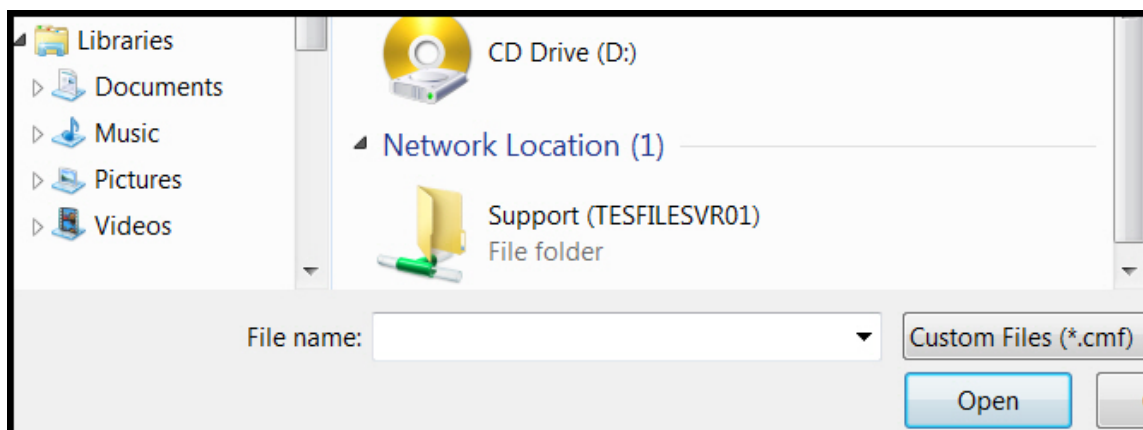 Libraries
Documents
Music
Pictures
Videos
CD Drive (D:)
Network Location (1)
Support (TESFILESVR01)
File folder
File name:
Custom Files (*.cmf)
Open